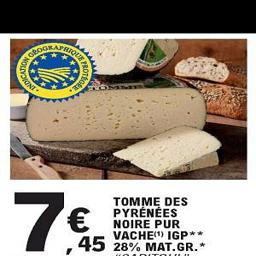 INDICATION GÉOGRAPHIQUE PROTÉGÉE
7€,45
TOMME DES
PYRÉNÉES
NOIRE PUR
VACHE(1) IGP**
28% MAT.GR.*